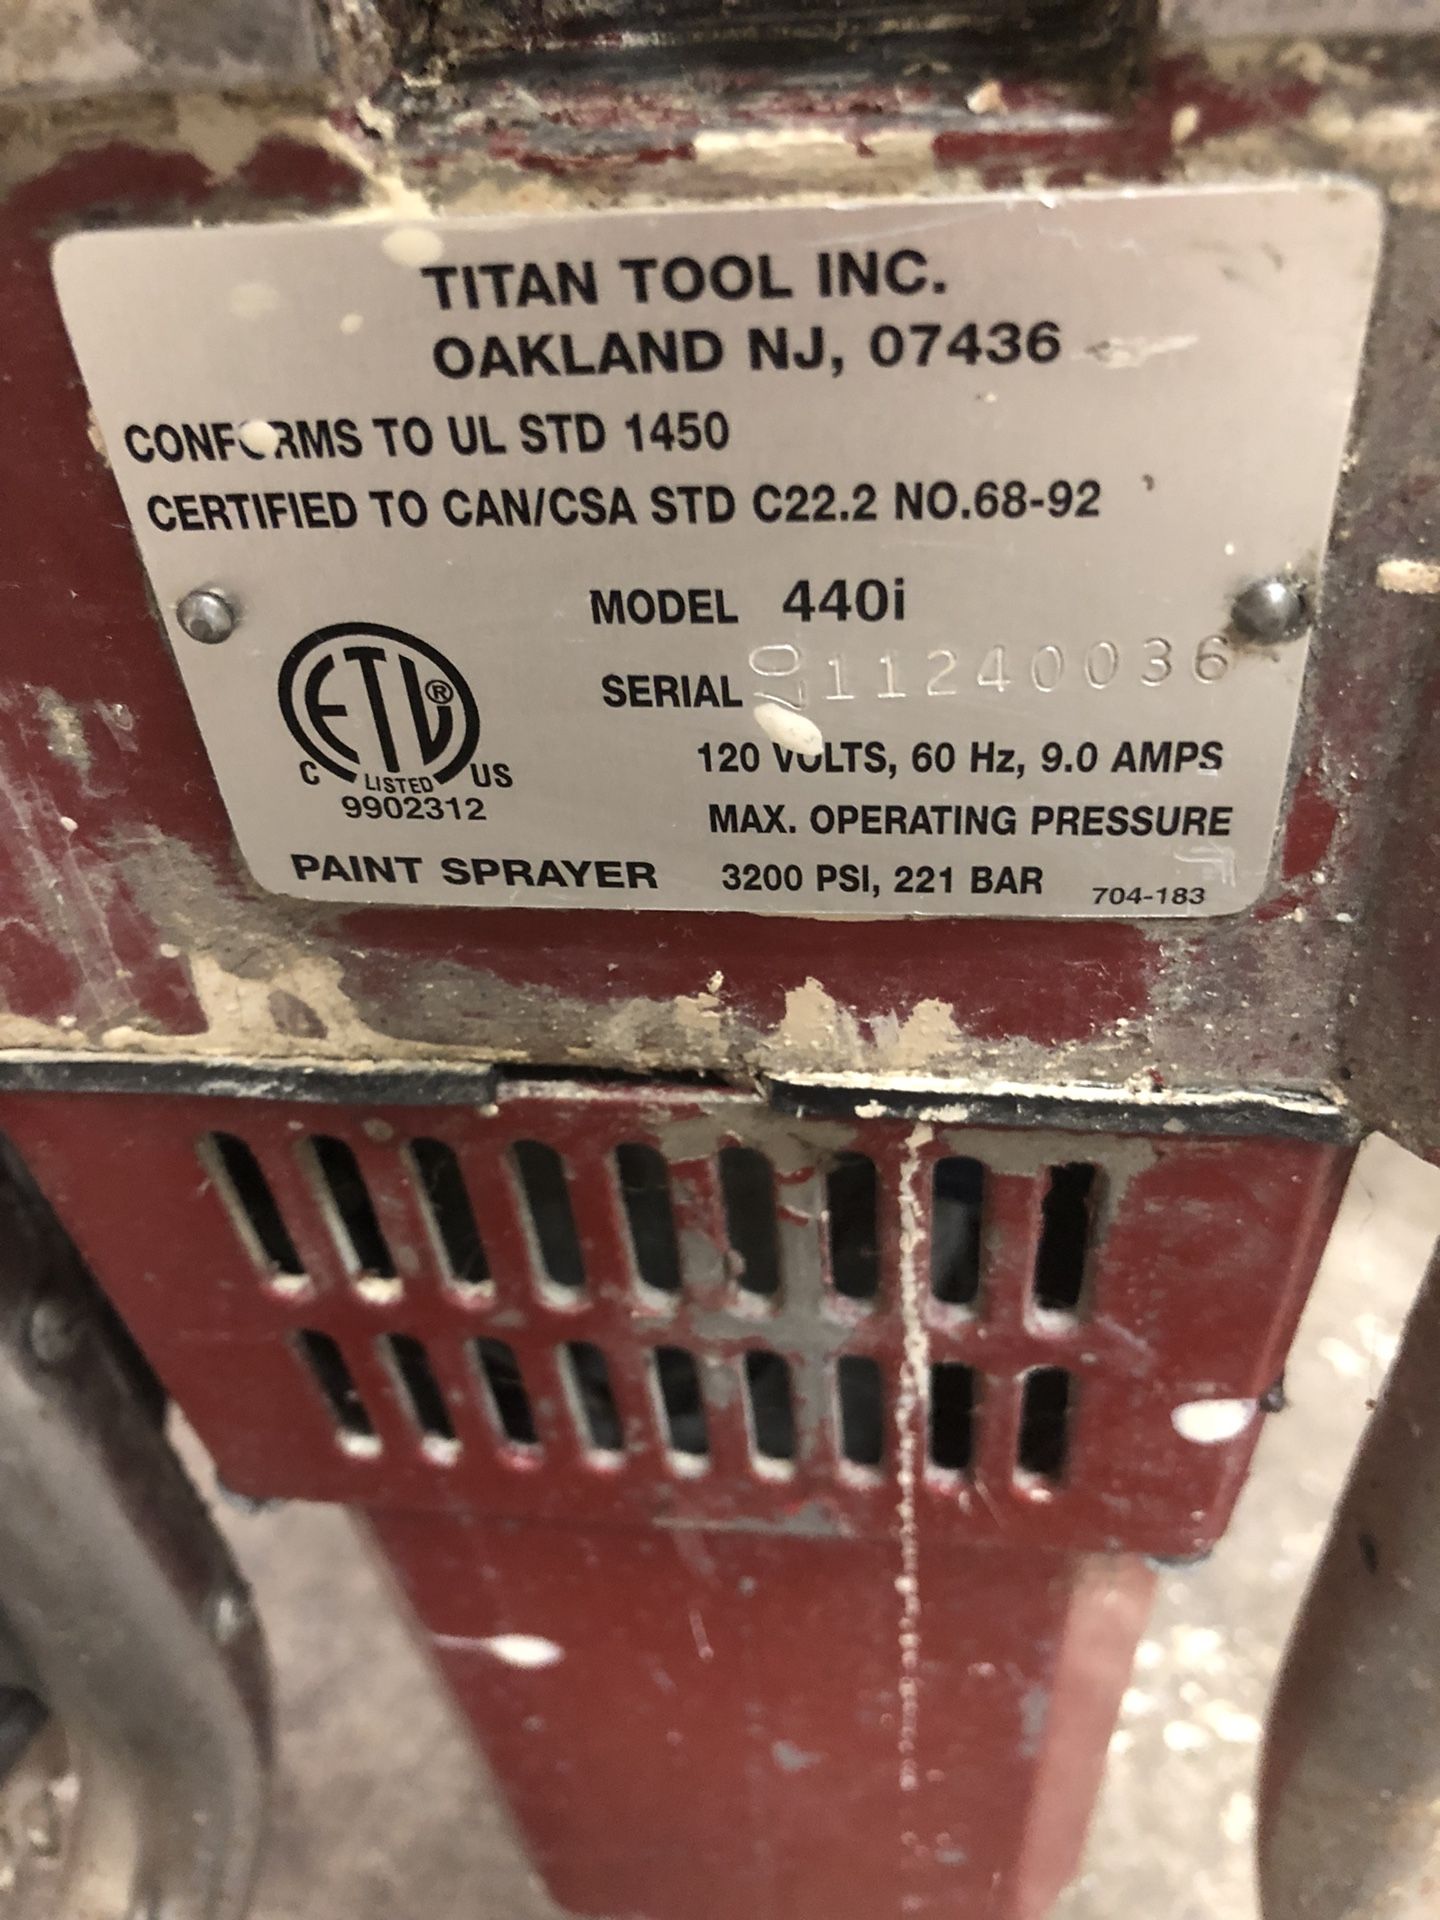 TITAN TOOL INC.
OAKLAND NJ, 07436
CONFORMS TO UL STD 1450
CERTIFIED TO CAN/CSA STD C22.2 NO.68-92
MODEL 440i
SERIAL 07 11240036
120 VOLTS, 60 Hz, 9.0 AMPS
MAX. OPERATING PRESSURE
3200 PSI, 221 BAR
704-183
ETL®
C LISTED US
9902312
PAINT SPRAYER